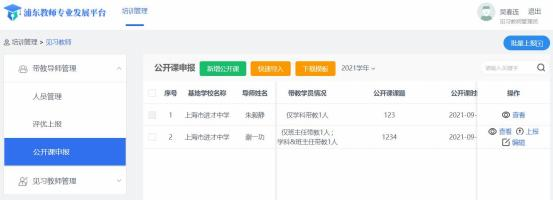 浦东教师专业发展平台
培训管理
吴春连 退出
见习教师管理员
培训管理 > 见习教师
批量上报
带教导师管理
人员管理
评优上报
公开课申报
见习教师管理
公开课申报 新增公开课 快捷导入 下载模板 2021学年
请输入关键字
序号 基地学校名称 导师姓名 带教学员情况 公开课课题 公开课时 操作
1 上海市进才中学 朱毅静 仅学科带教1人 123 2021-09- 查看
2 上海市进才中学 谢一功 仅班主任带教1人; 1234 2021-09- 查看 上报
学科&班主任带教1人 编辑